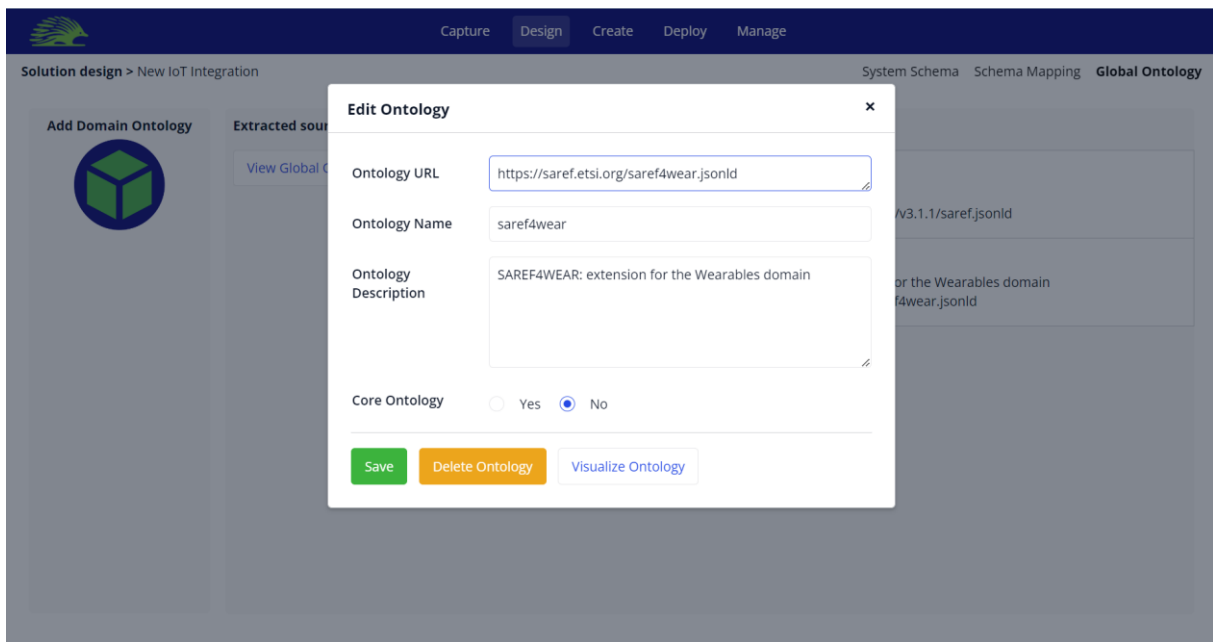 Capture Design Create Deploy Manage
Solution design > New IoT Integration
System Schema Schema Mapping Global Ontology
Edit Ontology ×
Add Domain Ontology
Extracted
View Global
Ontology URL https://saref.etsi.org/saref4wear.jsonld
/v3.1.1/saref.jsonld
Ontology Name saref4wear
Ontology
Description
SAREF4WEAR: extension for the Wearables domain
or the Wearables domain
f4wear.jsonld
Core Ontology Yes No
Save Delete Ontology Visualize Ontology